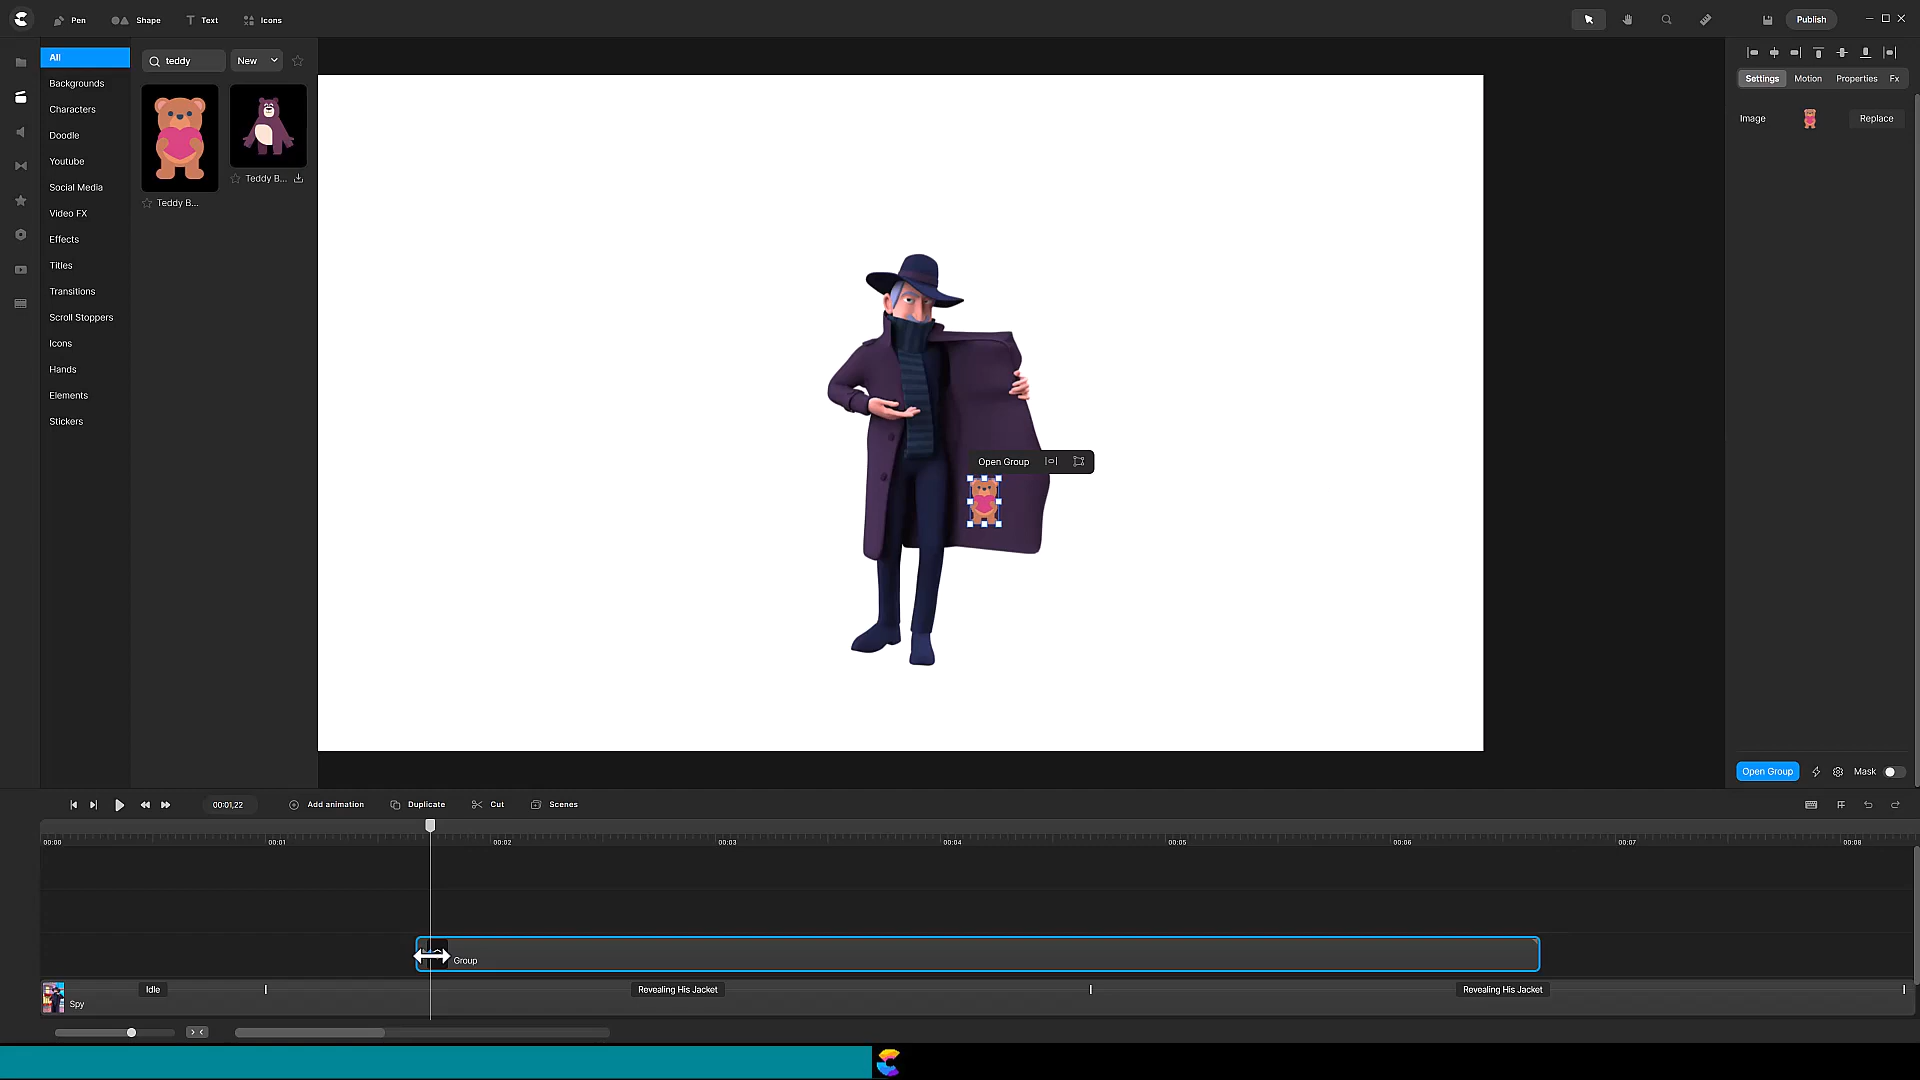 Pen
Shape
Text
Icons
Publish
All
Backgrounds
Characters
Doodle
Youtube
Social Media
Video FX
Effects
Titles
Transitions
Scroll Stoppers
Icons
Hands
Elements
Stickers
teddy
New
Teddy B...
Teddy B...
Open Group
Settings
Motion
Properties
Fx
Image
Replace
Open Group
Mask
00:01,22
Add animation
Duplicate
Cut
Scenes
00:00
00:01
00:02
00:03
00:04
00:05
00:06
00:07
00:08
Group
Idle
Revealing His Jacket
Revealing His Jacket
Spy